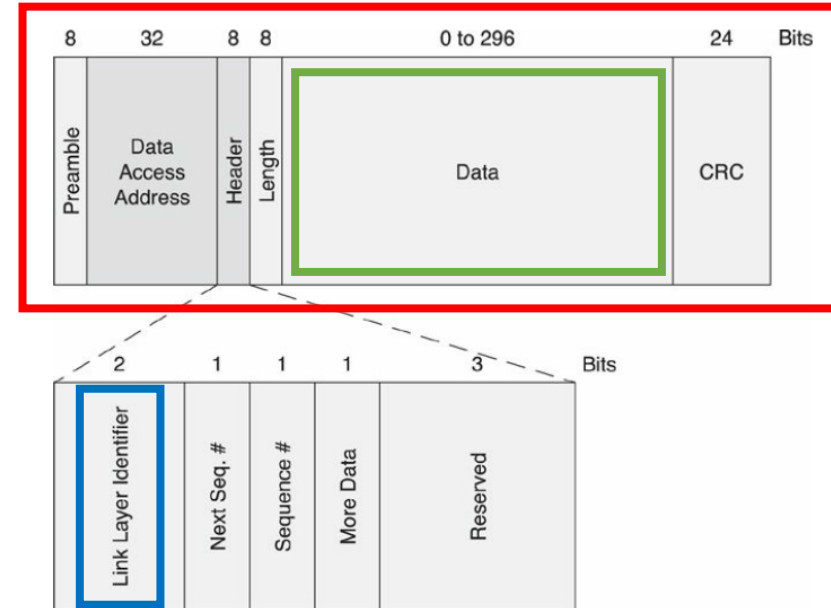 8 32 8 8 0 to 296 24 Bits
Preamble
Data
Access
Address
Header
Length
Data
CRC
2 1 1 1 3 Bits
Link Layer Identifier
Next Seq. #
Sequence #
More Data
Reserved